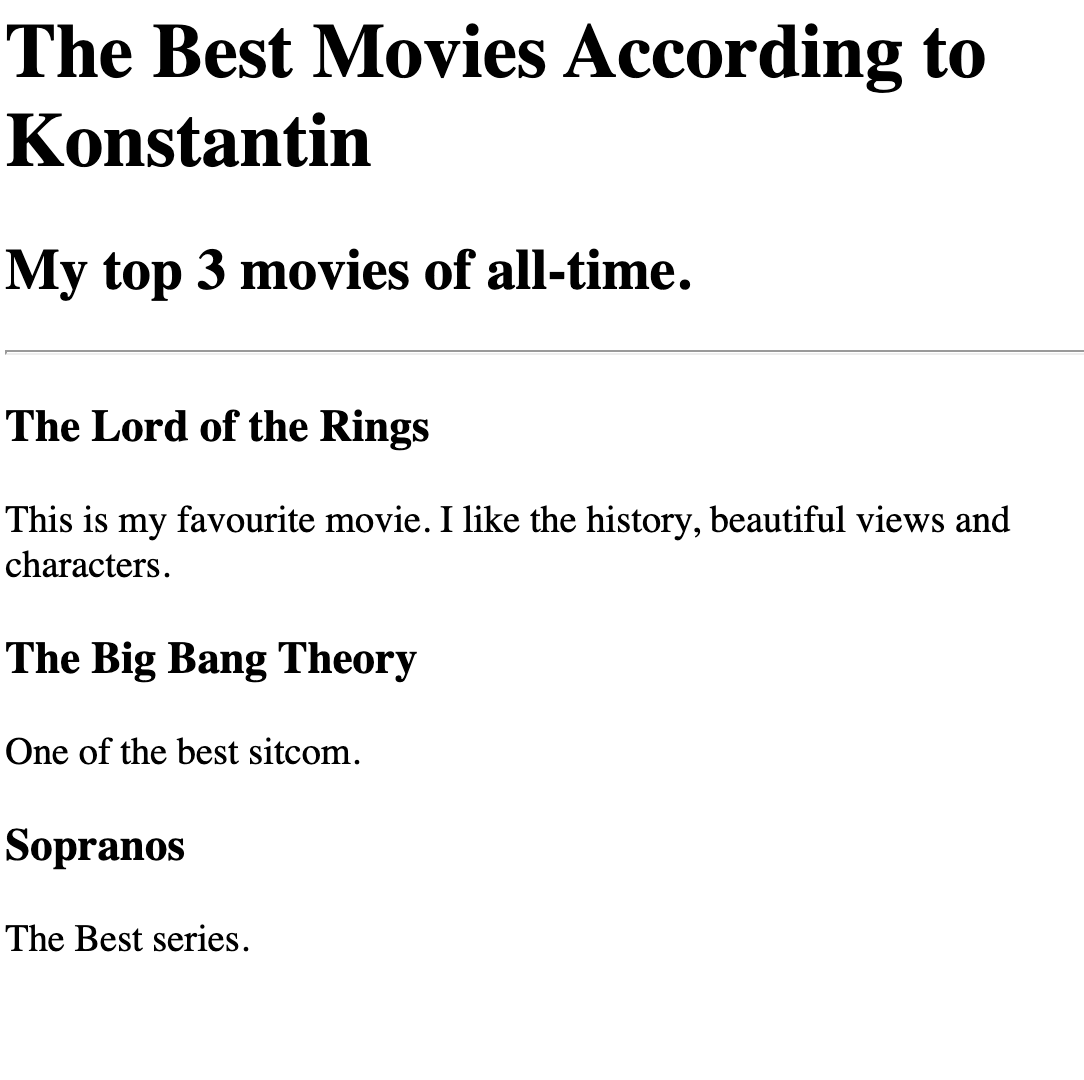 The Best Movies According to
Konstantin
My top 3 movies of all-time.
The Lord of the Rings
This is my favourite movie. I like the history, beautiful views and
characters.
The Big Bang Theory
One of the best sitcom.
Sopranos
The Best series.